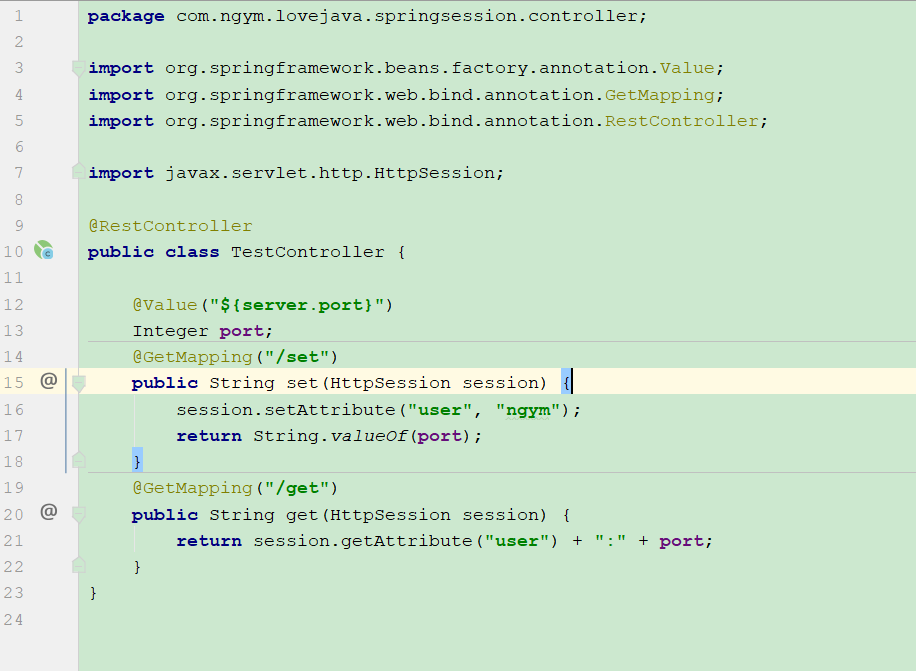 1 package com.ngym.lovejava.springsession.controller;
2
3 import org.springframework.beans.factory.annotation.Value;
4 import org.springframework.web.bind.annotation.GetMapping;
5 import org.springframework.web.bind.annotation.RestController;
6
7 import javax.servlet.http.HttpSession;
8
9 @RestController
10 public class TestController {
11
12     @Value("${server.port}")
13     Integer port;
14     @GetMapping("/set")
15 @     public String set(HttpSession session) {
16         session.setAttribute("user", "ngym");
17         return String.valueOf(port);
18     }
19     @GetMapping("/get")
20 @     public String get(HttpSession session) {
21         return session.getAttribute("user") + ":" + port;
22     }
23 }
24